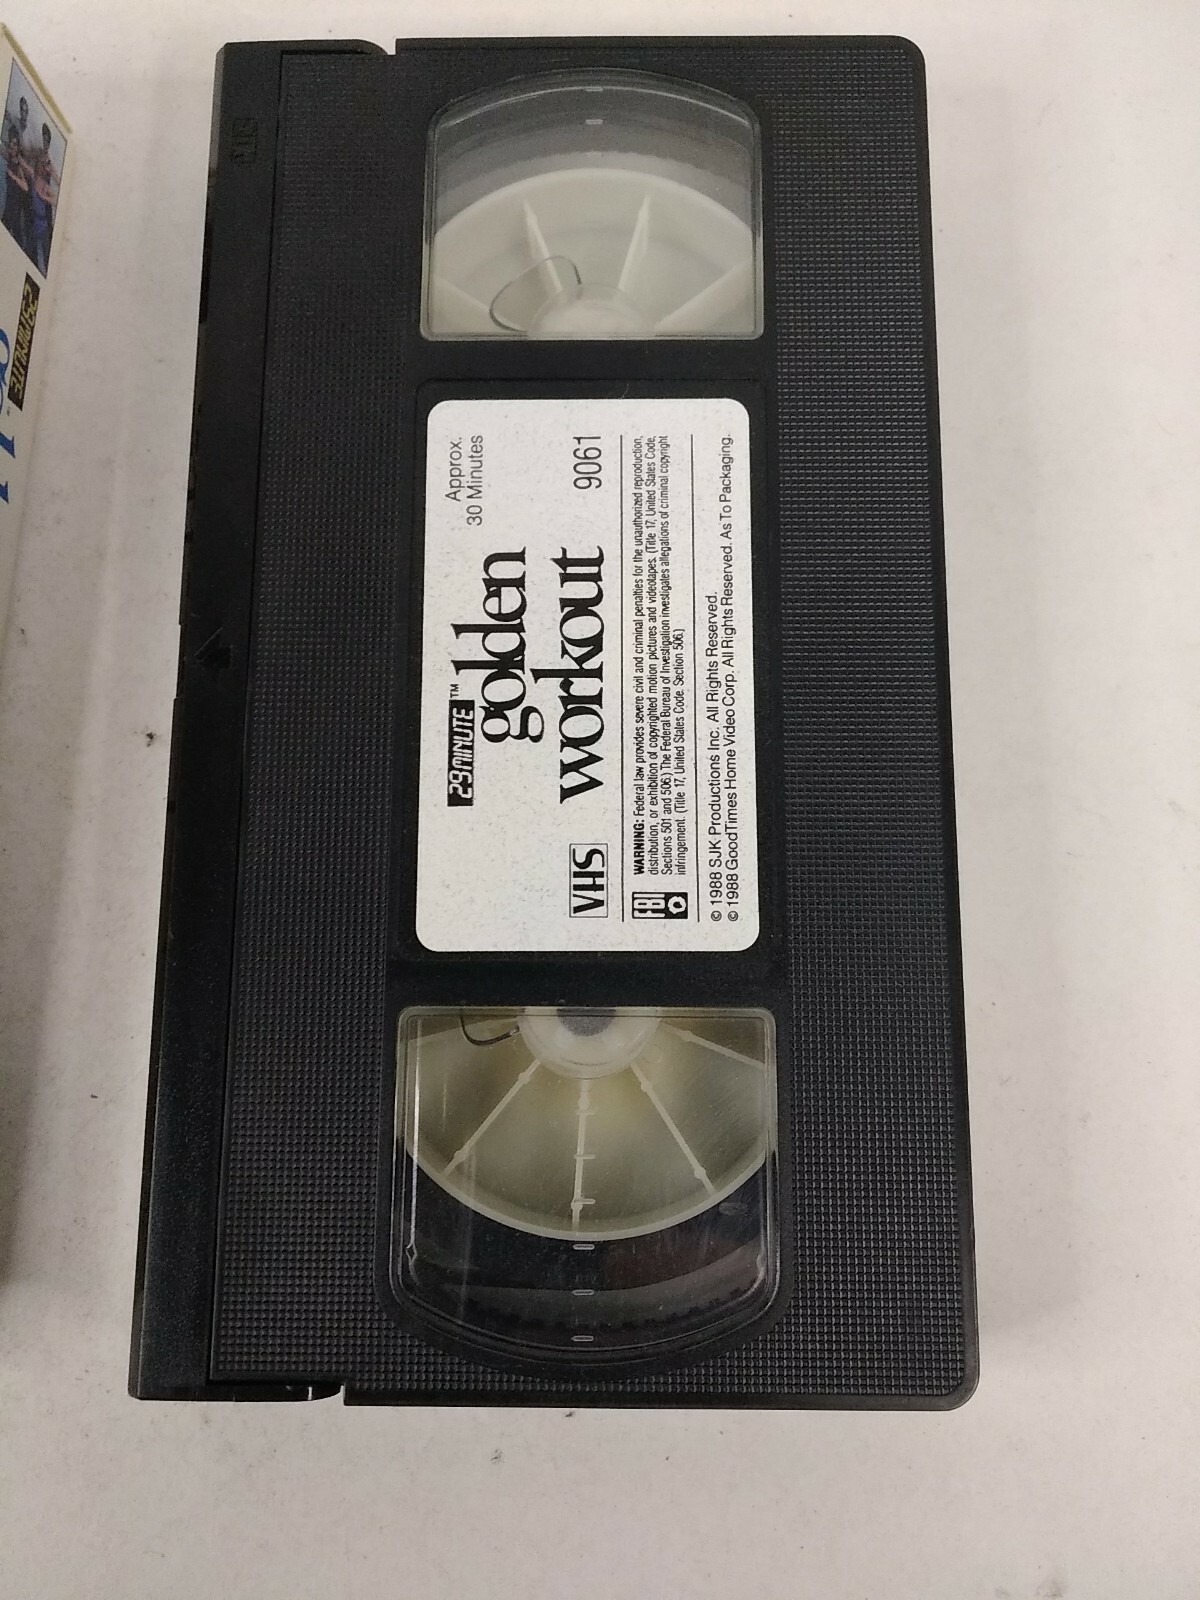 29 MINUTE™
golden
workout
Approx.
30 Minutes
9061
VHS
FBI
WARNING: Federal law provides severe civil and criminal penalties for the unauthorized reproduction,
distribution, or exhibition of copyrighted motion pictures and videotapes. (Title 17, United States Code,
Sections 501 and 506.) The Federal Bureau of Investigation investigates allegations of criminal copyright
infringement. (Title 17, United States Code. Section 506.)
© 1988 SJK Productions Inc. All Rights Reserved.
© 1988 GoodTimes Home Video Corp. All Rights Reserved. As To Packaging.
29 MINUTE